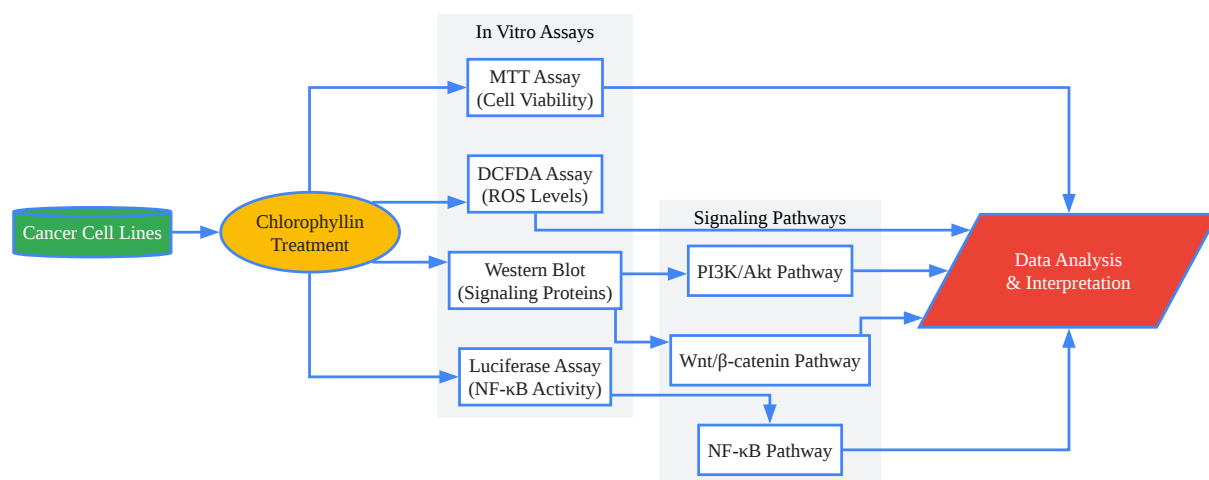 In Vitro Assays
MTT Assay
(Cell Viability)
DCFDA Assay
(ROS Levels)
Cancer Cell Lines
Chlorophyllin
Treatment
Signaling Pathways
Western Blot
(Signaling Proteins)
PI3K/Akt Pathway
Data Analysis
& Interpretation
Luciferase Assay
(NF-κB Activity)
Wnt/β-catenin Pathway
NF-κB Pathway